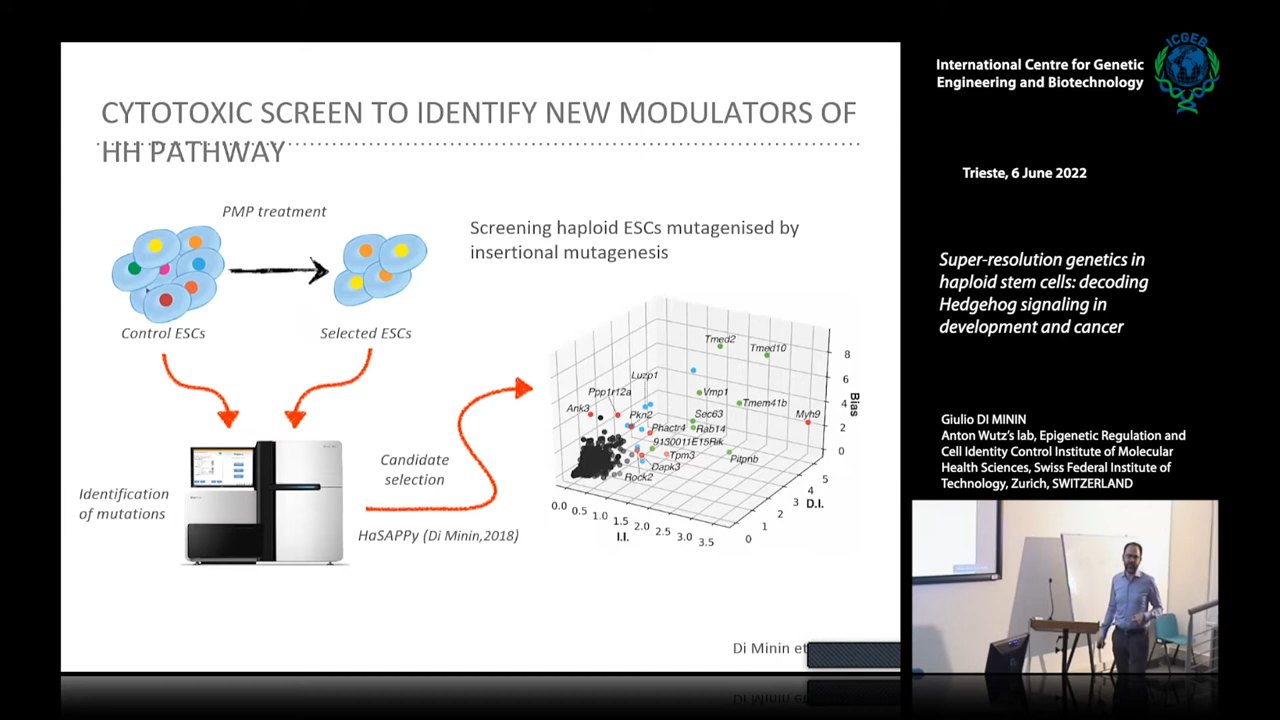 CYTOTOXIC SCREEN TO IDENTIFY NEW MODULATORS OF
HH PATHWAY
PMP treatment
Control ESCs
Selected ESCs
Screening haploid ESCs mutagenised by
insertional mutagenesis
Identification
of mutations
Candidate
selection
HaSAPPy (Di Minin,2018)
Tmed2
Tmed10
Luzp1
Ppp1r12a
Vmp1
Tmem41b
Ank3
Pkn2
Sec63
Myh9
Phactr4
Rab14
9130011E15Rik
Tpm3
Pitpnb
Dapk3
Rock2
8
6
4
2
0
Bias
5
4
3
2
1
0
D.I.
0.0 0.5 1.0 1.5 2.0 2.5 3.0 3.5
I.I.
Di Minin et
ICGEB
International Centre for Genetic
Engineering and Biotechnology
Trieste, 6 June 2022
Super-resolution genetics in
haploid stem cells: decoding
Hedgehog signaling in
development and cancer
Giulio DI MININ
Anton Wutz's lab, Epigenetic Regulation and
Cell Identity Control Institute of Molecular
Health Sciences, Swiss Federal Institute of
Technology, Zurich, SWITZERLAND